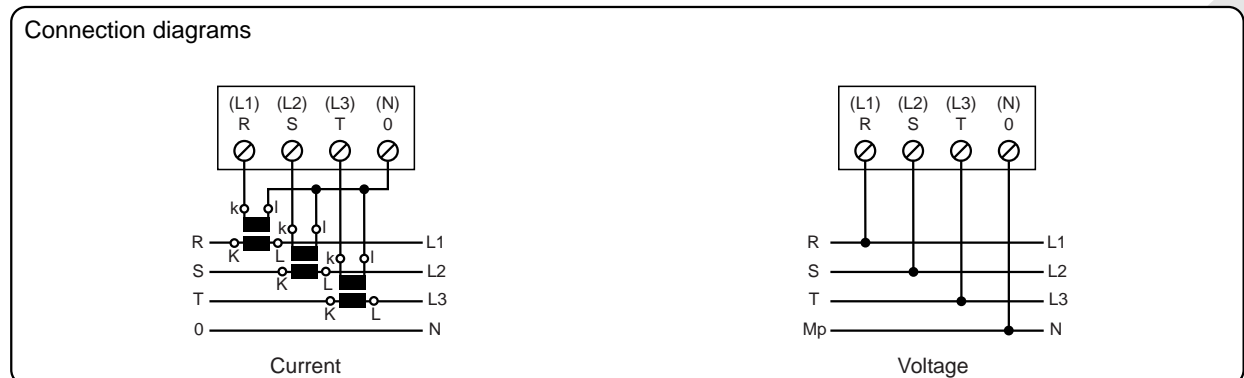 Connection diagrams
(L1) (L2) (L3) (N)
R S T 0
k l
k l
R K L L1
k l
S K L L2
T K L L3
0 N
Current
(L1) (L2) (L3) (N)
R S T 0
R L1
S L2
T L3
Mp N
Voltage